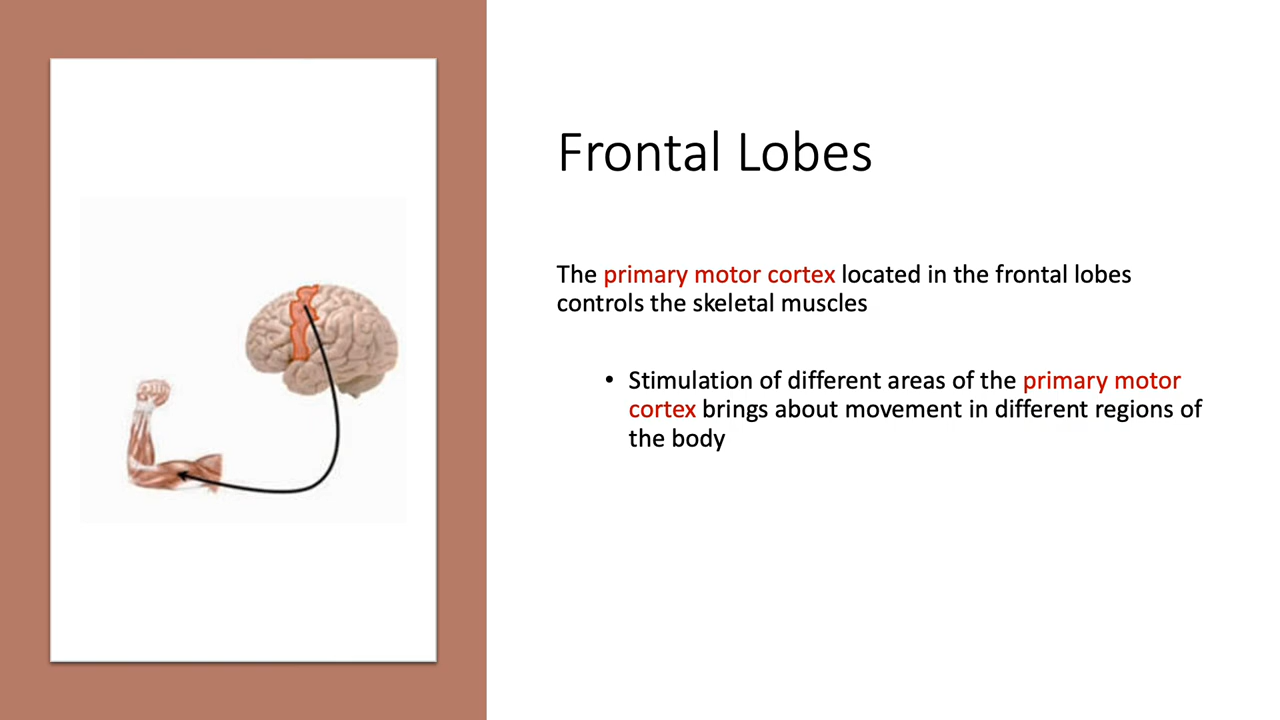 Frontal Lobes
The primary motor cortex located in the frontal lobes
controls the skeletal muscles
• Stimulation of different areas of the primary motor
cortex brings about movement in different regions of
the body